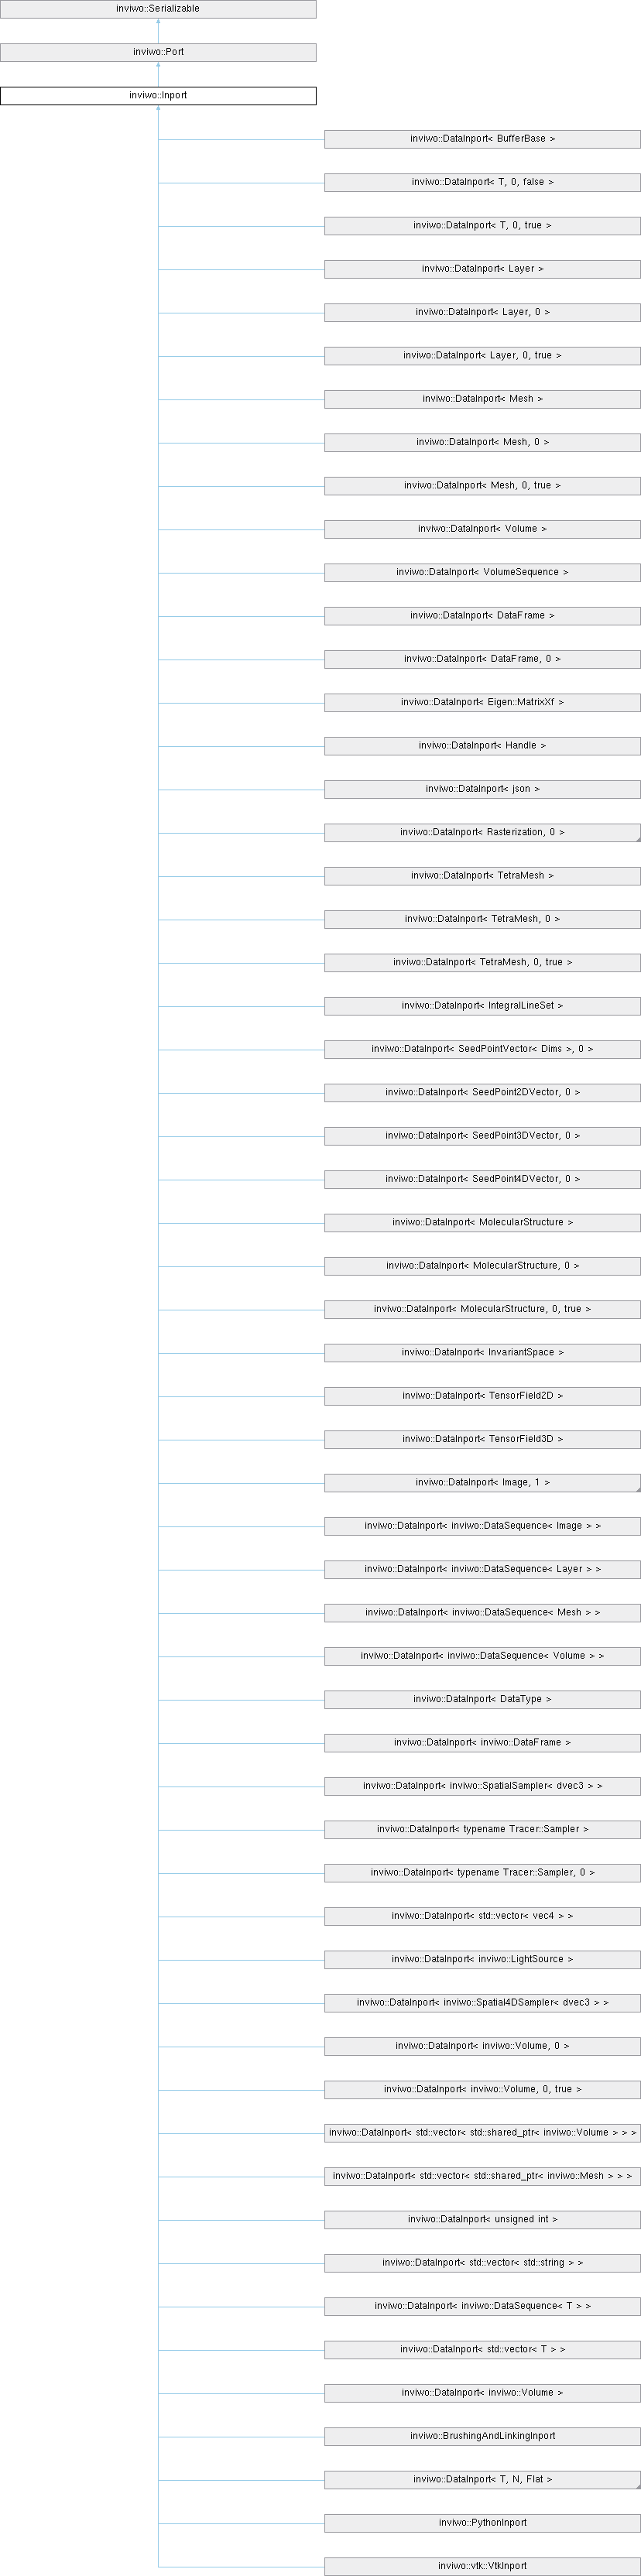 inviwo::Serializable
inviwo::Port
inviwo::Inport
inviwo::DataInport< BufferBase >
inviwo::DataInport< T, 0, false >
inviwo::DataInport< T, 0, true >
inviwo::DataInport< Layer >
inviwo::DataInport< Layer, 0 >
inviwo::DataInport< Layer, 0, true >
inviwo::DataInport< Mesh >
inviwo::DataInport< Mesh, 0 >
inviwo::DataInport< Mesh, 0, true >
inviwo::DataInport< Volume >
inviwo::DataInport< VolumeSequence >
inviwo::DataInport< DataFrame >
inviwo::DataInport< DataFrame, 0 >
inviwo::DataInport< Eigen::MatrixXf >
inviwo::DataInport< Handle >
inviwo::DataInport< json >
inviwo::DataInport< Rasterization, 0 >
inviwo::DataInport< TetraMesh >
inviwo::DataInport< TetraMesh, 0 >
inviwo::DataInport< TetraMesh, 0, true >
inviwo::DataInport< IntegralLineSet >
inviwo::DataInport< SeedPointVector< Dims >, 0 >
inviwo::DataInport< SeedPoint2DVector, 0 >
inviwo::DataInport< SeedPoint3DVector, 0 >
inviwo::DataInport< SeedPoint4DVector, 0 >
inviwo::DataInport< MolecularStructure >
inviwo::DataInport< MolecularStructure, 0 >
inviwo::DataInport< MolecularStructure, 0, true >
inviwo::DataInport< InvariantSpace >
inviwo::DataInport< TensorField2D >
inviwo::DataInport< TensorField3D >
inviwo::DataInport< Image, 1 >
inviwo::DataInport< inviwo::DataSequence< Image > >
inviwo::DataInport< inviwo::DataSequence< Layer > >
inviwo::DataInport< inviwo::DataSequence< Mesh > >
inviwo::DataInport< inviwo::DataSequence< Volume > >
inviwo::DataInport< DataType >
inviwo::DataInport< inviwo::DataFrame >
inviwo::DataInport< inviwo::SpatialSampler< dvec3 > >
inviwo::DataInport< typename Tracer::Sampler >
inviwo::DataInport< typename Tracer::Sampler, 0 >
inviwo::DataInport< std::vector< vec4 > >
inviwo::DataInport< inviwo::LightSource >
inviwo::DataInport< inviwo::Spatial4DSampler< dvec3 > >
inviwo::DataInport< inviwo::Volume, 0 >
inviwo::DataInport< inviwo::Volume, 0, true >
inviwo::DataInport< std::vector< std::shared_ptr< inviwo::Volume > > >
inviwo::DataInport< std::vector< std::shared_ptr< inviwo::Mesh > > >
inviwo::DataInport< unsigned int >
inviwo::DataInport< std::vector< std::string > >
inviwo::DataInport< inviwo::DataSequence< T > >
inviwo::DataInport< std::vector< T > >
inviwo::DataInport< inviwo::Volume >
inviwo::BrushingAndLinkingInport
inviwo::DataInport< T, N, Flat >
inviwo::PythonInport
inviwo::vtk::VtkInport